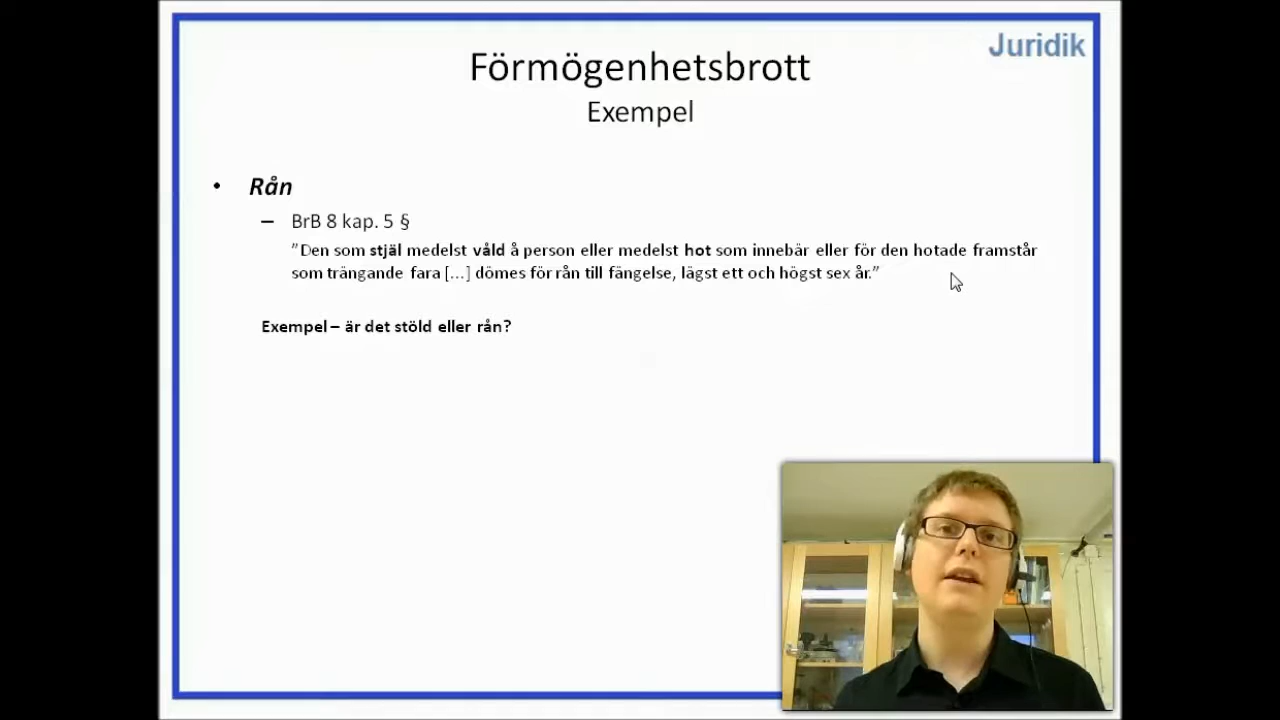 Juridik
Förmögenhetsbrott
Exempel
• Rån
– BrB 8 kap. 5 §
”Den som stjäl medelst våld å person eller medelst hot som innebär eller för den hotade framstår
som trängande fara [...] dömes för rån till fängelse, lägst ett och högst sex år.”
Exempel – är det stöld eller rån?